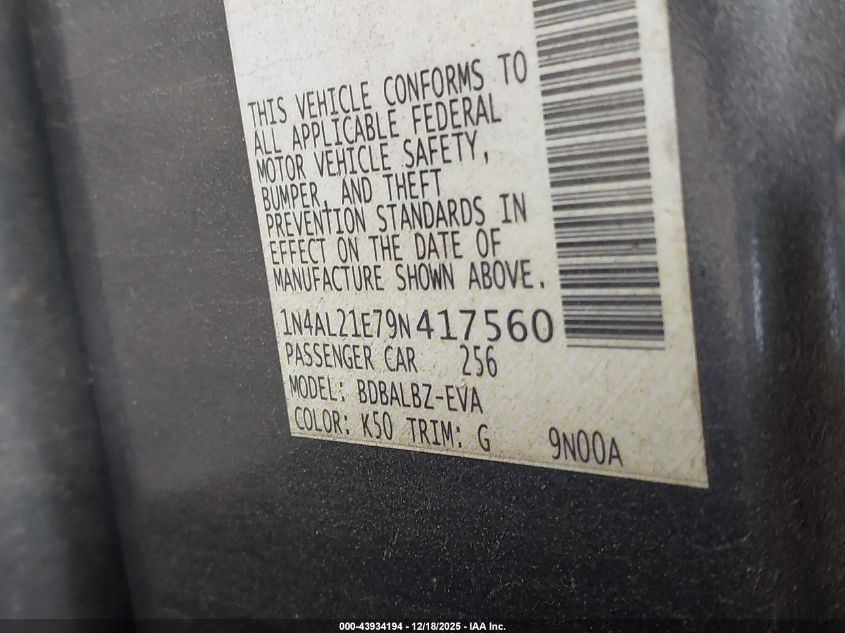 THIS VEHICLE CONFORMS TO
ALL APPLICABLE FEDERAL
MOTOR VEHICLE SAFETY,
BUMPER, AND THEFT
PREVENTION STANDARDS IN
EFFECT ON THE DATE OF
MANUFACTURE SHOWN ABOVE.
1N4AL21E79N417560
PASSENGER CAR 256
MODEL: BDBALBZ-EVA
COLOR: K50 TRIM: G 9N00A
000-43934194 - 12/18/2025 - IAA Inc.